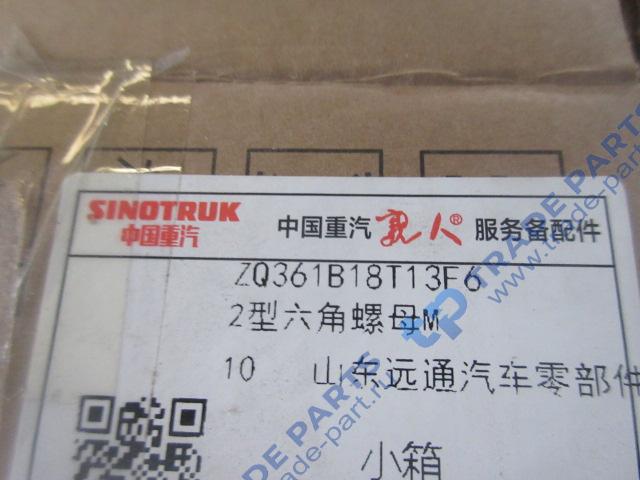 SINOTRUK
中国重汽
中国重汽 亲人® 服务备配件
ZQ361B18T13F6
2型六角螺母M
10 山东远通汽车零部件
小箱
TRADE PARTS
trade-part.ru